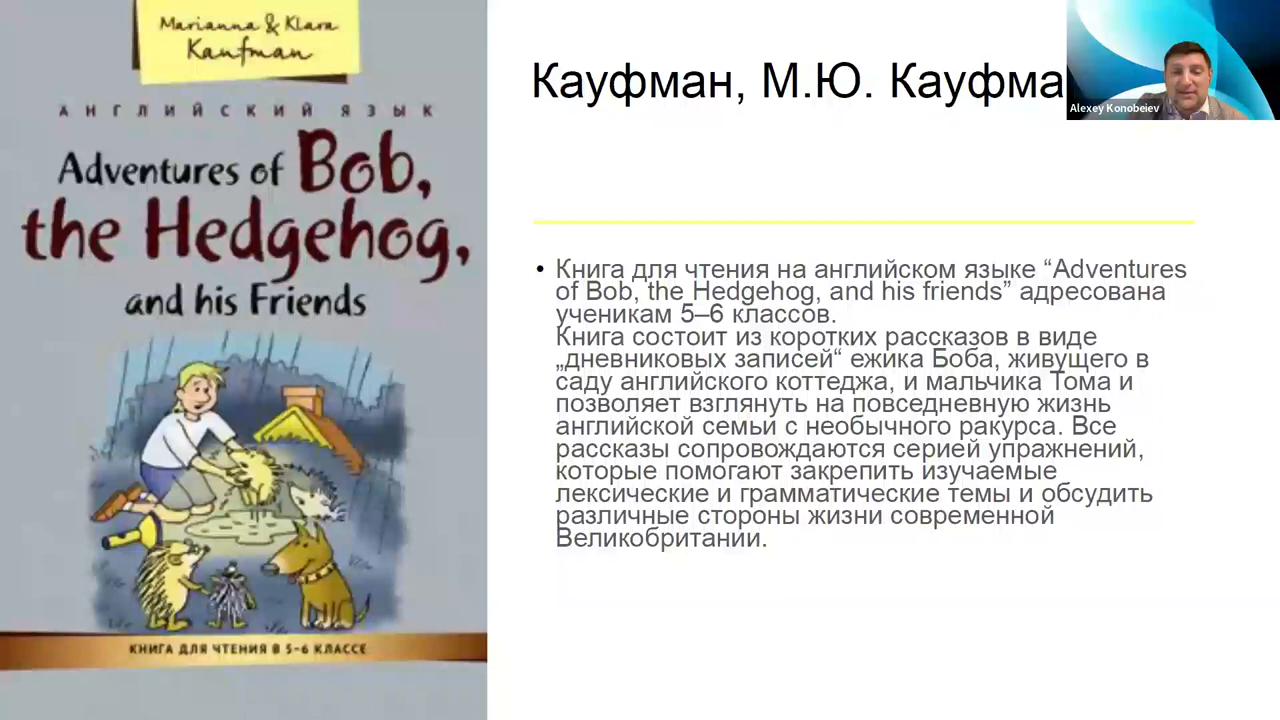 Marianna & Klara
Kaufman
АНГЛИЙСКИЙ ЯЗЫК
Adventures of Bob,
the Hedgehog,
and his Friends
КНИГА ДЛЯ ЧТЕНИЯ В 5–6 КЛАССЕ
Кауфман, М.Ю. Кауфма
Alexey Konobeiev
• Книга для чтения на английском языке “Adventures
of Bob, the Hedgehog, and his friends” адресована
ученикам 5–6 классов.
Книга состоит из коротких рассказов в виде
„дневниковых записей“ ежика Боба, живущего в
саду английского коттеджа, и мальчика Тома и
позволяет взглянуть на повседневную жизнь
английской семьи с необычного ракурса. Все
рассказы сопровождаются серией упражнений,
которые помогают закрепить изучаемые
лексические и грамматические темы и обсудить
различные стороны жизни современной
Великобритании.